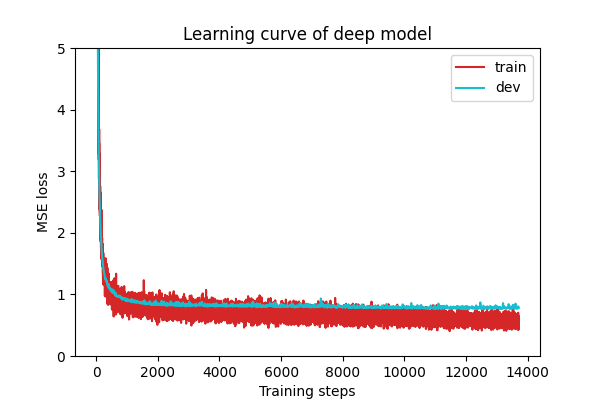 Learning curve of deep model
train
dev
5
4
3
2
1
0
MSE loss
0 2000 4000 6000 8000 10000 12000 14000
Training steps